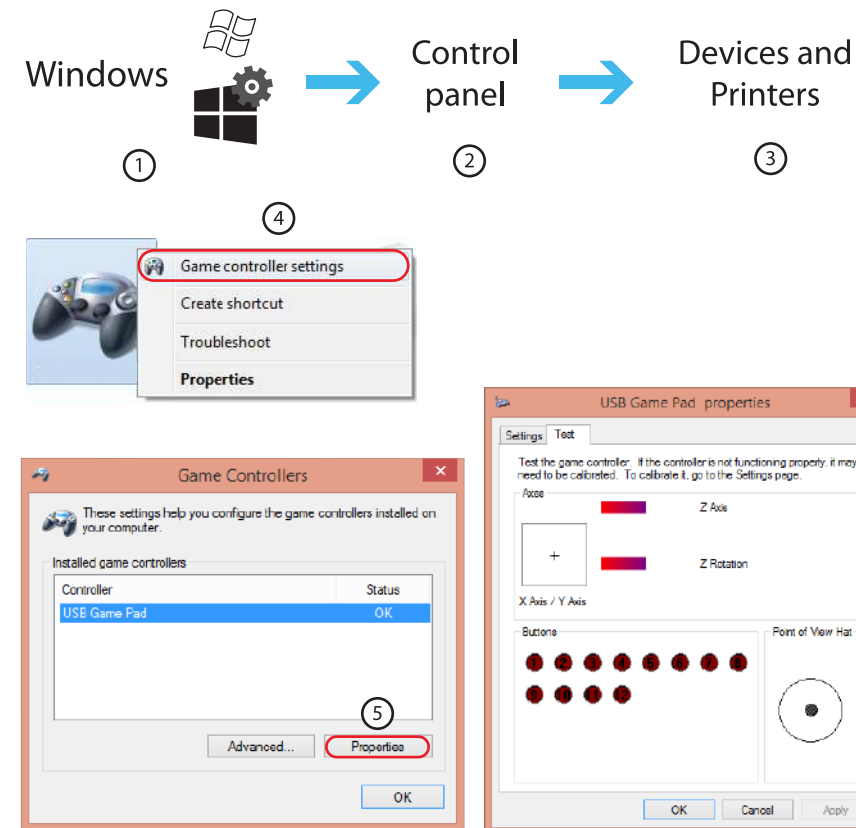 Windows
Control
panel
Devices and
Printers
1
2
3
4
Game controller settings
Create shortcut
Troubleshoot
Properties
Game Controllers
These settings help you configure the game controllers installed on
your computer.
Installed game controllers
Controller Status
USB Game Pad OK
5
Advanced... Properties
OK
USB Game Pad properties
Settings Test
Test the game controller. If the controller is not functioning properly, it may
need to be calibrated. To calibrate it, go to the Settings page.
Axes
Z Axis
Z Rotation
X Axis / Y Axis
Buttons
Point of View Hat
1 2 3 4 5 6 7 8
9 10 11 12
OK Cancel Apply